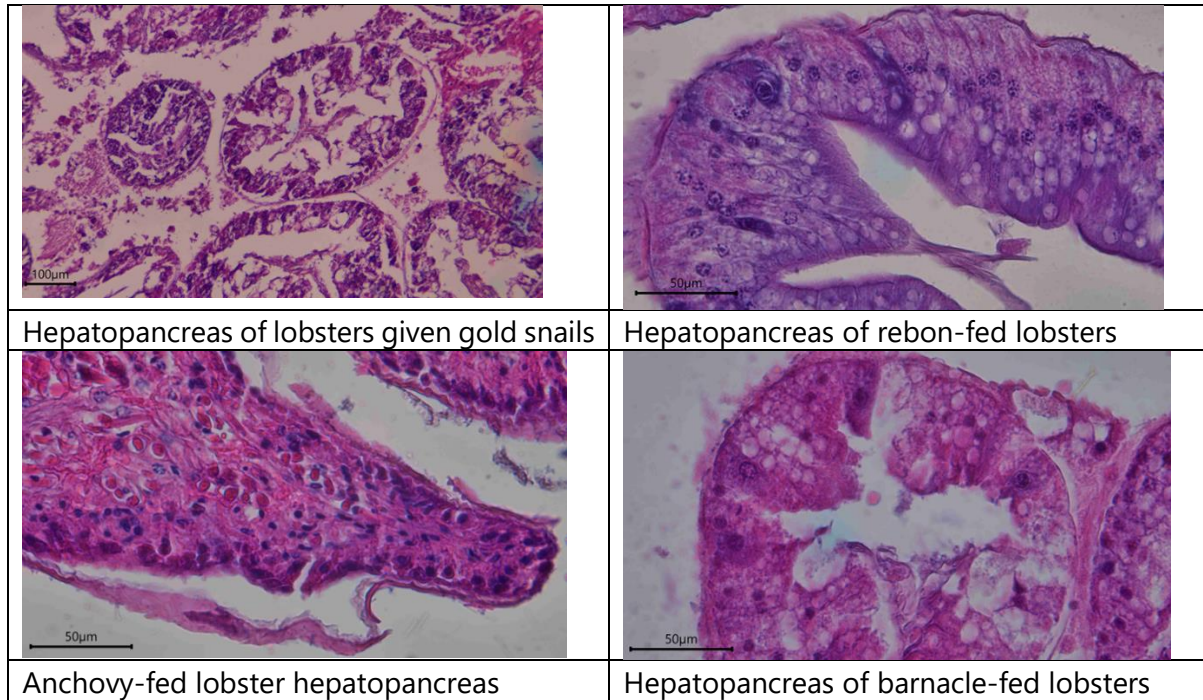 100µm
50µm
Hepatopancreas of lobsters given gold snails
Hepatopancreas of rebon-fed lobsters
50µm
50µm
Anchovy-fed lobster hepatopancreas
Hepatopancreas of barnacle-fed lobsters